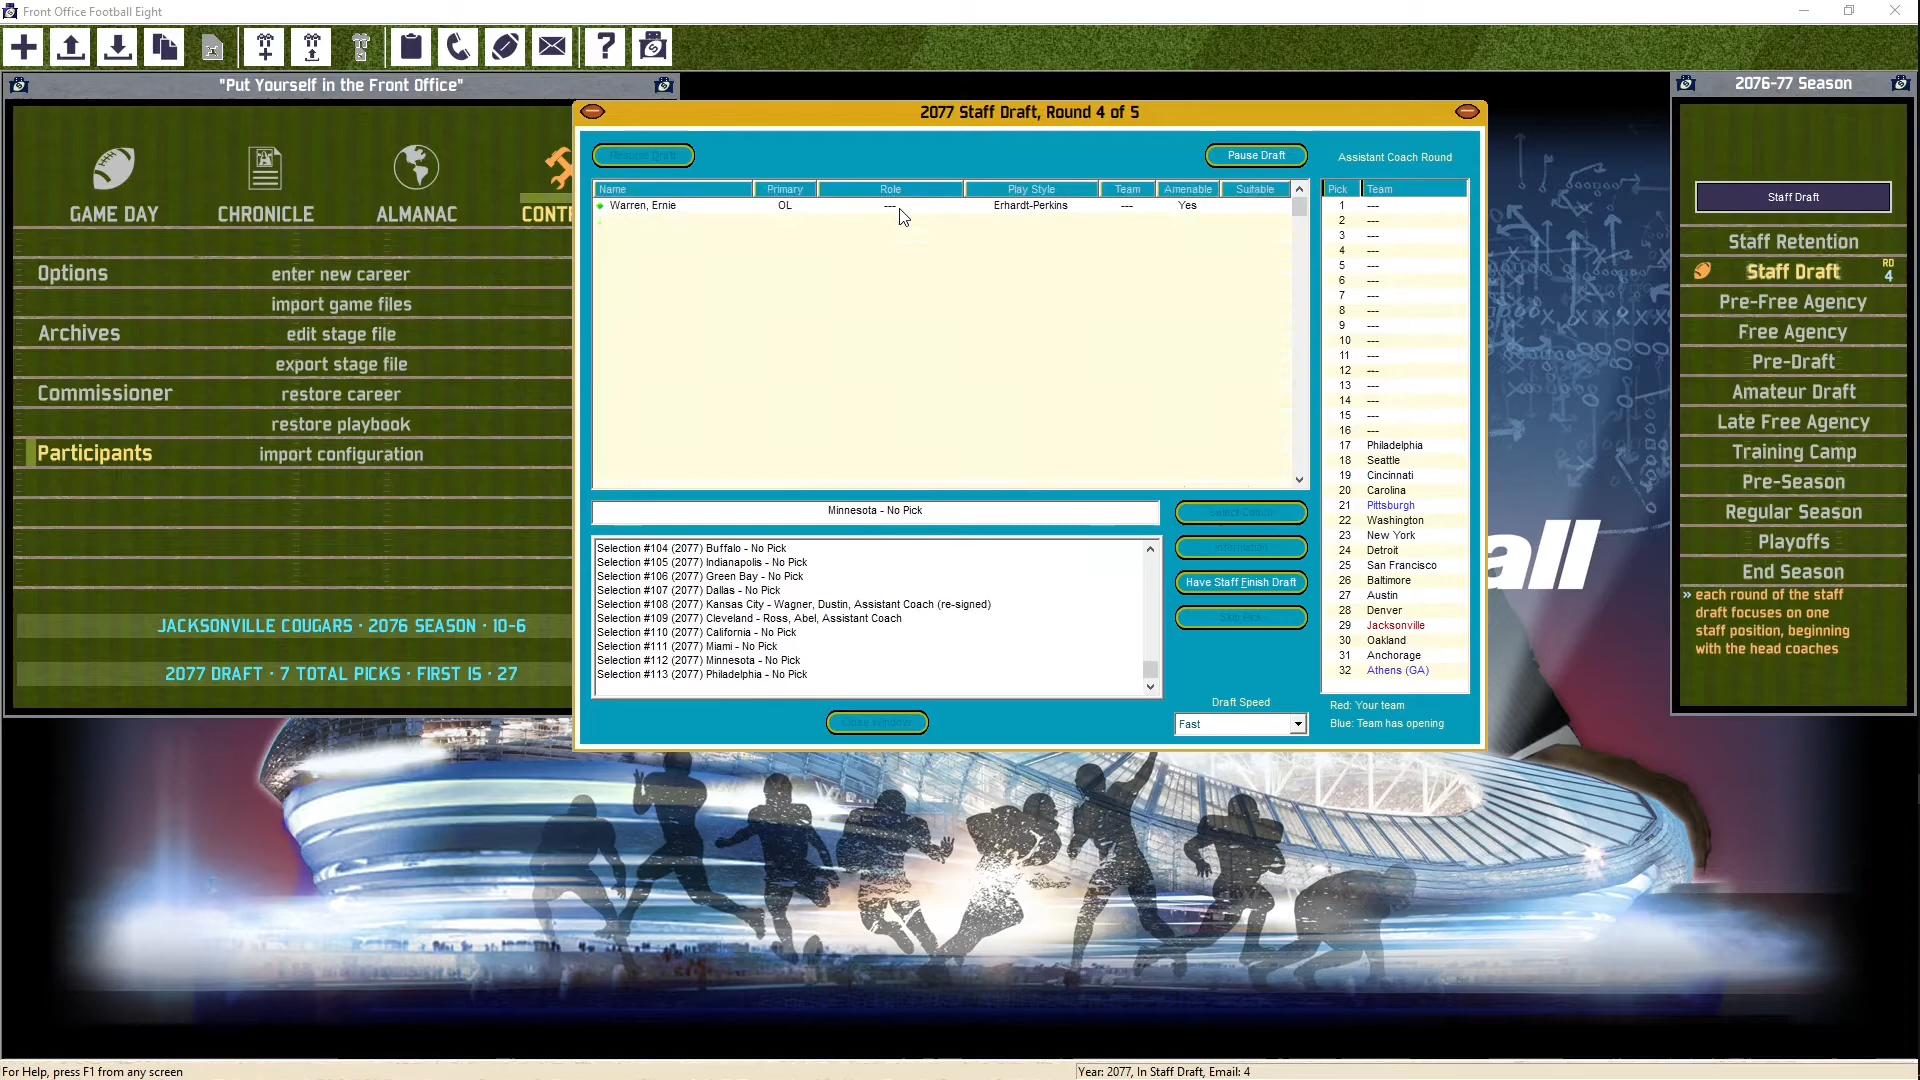 Front Office Football Eight
"Put Yourself in the Front Office"
GAME DAY
CHRONICLE
ALMANAC
CONT
Options
enter new career
import game files
Archives
edit stage file
export stage file
Commissioner
restore career
restore playbook
Participants
import configuration
JACKSONVILLE COUGARS · 2076 SEASON · 10-6
2077 DRAFT · 7 TOTAL PICKS · FIRST IS · 27
2077 Staff Draft, Round 4 of 5
Resume Draft
Pause Draft
Assistant Coach Round
Name Primary Role Play Style Team Amenable Suitable
Warren, Ernie OL --- Erhardt-Perkins --- Yes
Minnesota - No Pick
Select Coach
Information
Have Staff Finish Draft
Skip Pick
Selection #104 (2077) Buffalo - No Pick
Selection #105 (2077) Indianapolis - No Pick
Selection #106 (2077) Green Bay - No Pick
Selection #107 (2077) Dallas - No Pick
Selection #108 (2077) Kansas City - Wagner, Dustin, Assistant Coach (re-signed)
Selection #109 (2077) Cleveland - Ross, Abel, Assistant Coach
Selection #110 (2077) California - No Pick
Selection #111 (2077) Miami - No Pick
Selection #112 (2077) Minnesota - No Pick
Selection #113 (2077) Philadelphia - No Pick
Close Window
Draft Speed
Fast
Pick Team
1 ---
2 ---
3 ---
4 ---
5 ---
6 ---
7 ---
8 ---
9 ---
10 ---
11 ---
12 ---
13 ---
14 ---
15 ---
16 ---
17 Philadelphia
18 Seattle
19 Cincinnati
20 Carolina
21 Pittsburgh
22 Washington
23 New York
24 Detroit
25 San Francisco
26 Baltimore
27 Austin
28 Denver
29 Jacksonville
30 Oakland
31 Anchorage
32 Athens (GA)
Red: Your team
Blue: Team has opening
all
2076-77 Season
Staff Draft
Staff Retention
Staff Draft RD 4
Pre-Free Agency
Free Agency
Pre-Draft
Amateur Draft
Late Free Agency
Training Camp
Pre-Season
Regular Season
Playoffs
End Season
» each round of the staff
draft focuses on one
staff position, beginning
with the head coaches
For Help, press F1 from any screen
Year: 2077, In Staff Draft, Email: 4